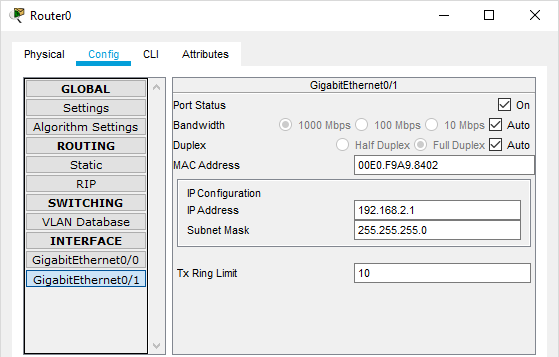 Router0
Physical Config CLI Attributes
GLOBAL
Settings
Algorithm Settings
ROUTING
Static
RIP
SWITCHING
VLAN Database
INTERFACE
GigabitEthernet0/0
GigabitEthernet0/1
GigabitEthernet0/1
Port Status On
Bandwidth 1000 Mbps 100 Mbps 10 Mbps Auto
Duplex Half Duplex Full Duplex Auto
MAC Address 00E0.F9A9.8402
IP Configuration
IP Address 192.168.2.1
Subnet Mask 255.255.255.0
Tx Ring Limit 10